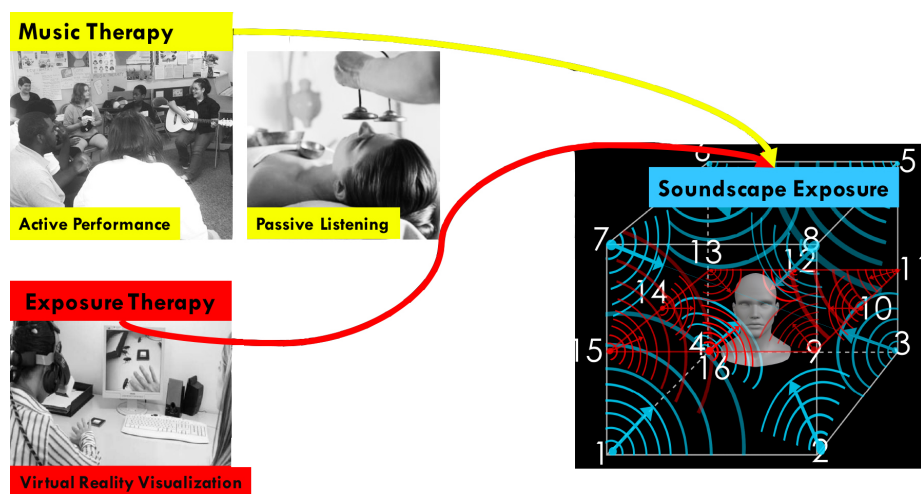 Music Therapy
Active Performance
Passive Listening
Exposure Therapy
Virtual Reality Visualization
6
5
Soundscape Exposure
7
13
8
12
14
10
15
4
9
3
16
1
2